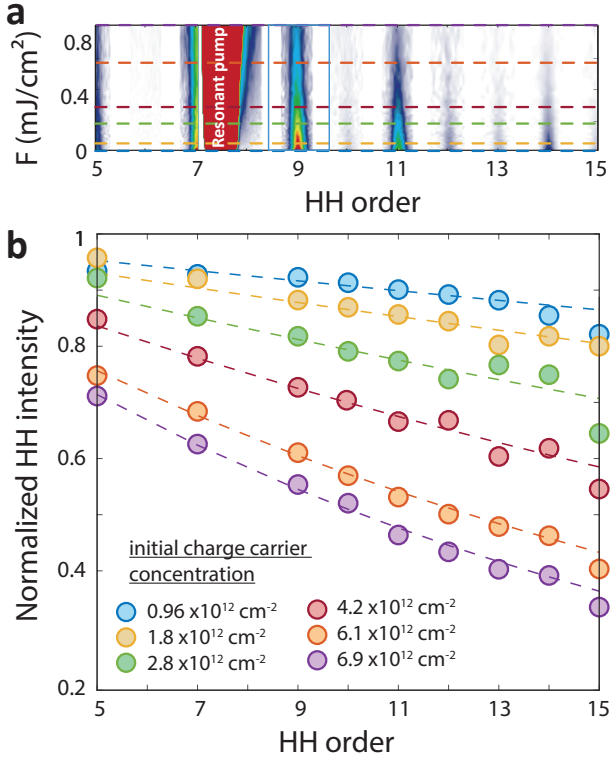 a
F (mJ/cm²)
0.8
0.4
0
Resonant pump
5 7 9 11 13 15
HH order
b
Normalized HH intensity
1
0.8
0.6
0.4
0.2
initial charge carrier
concentration
0.96 x10¹² cm⁻² 4.2 x10¹² cm⁻²
1.8 x10¹² cm⁻² 6.1 x10¹² cm⁻²
2.8 x10¹² cm⁻² 6.9 x10¹² cm⁻²
5 7 9 11 13 15
HH order